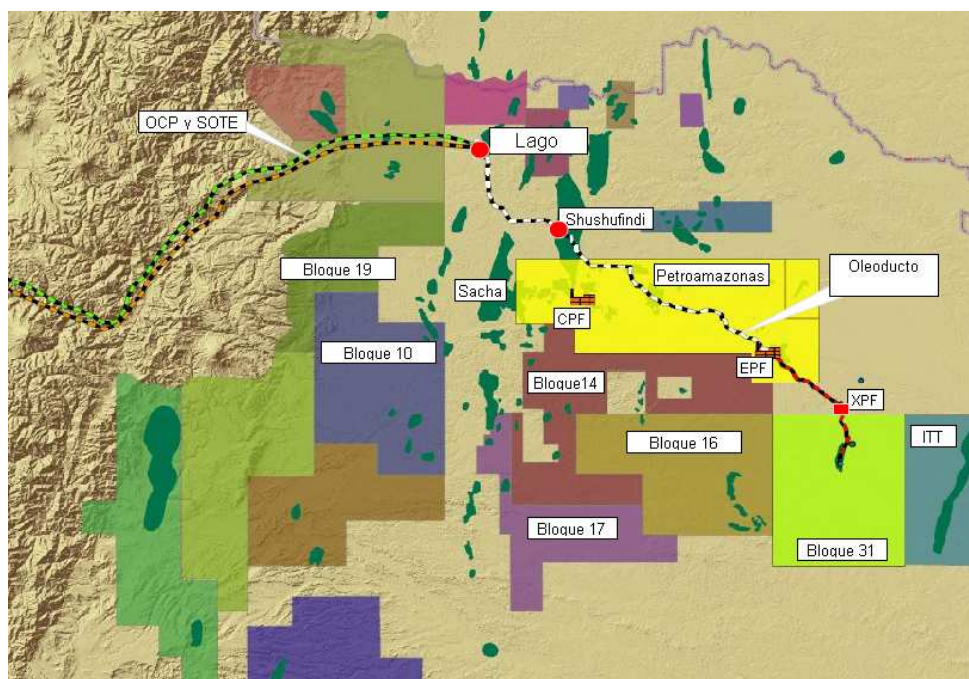 OCP y SOTE
Lago
Shushufindi
Bloque 19
Petroamazonas
Oleoducto
Sacha
CPF
Bloque 10
EPF
Bloque14
XPF
Bloque 16
ITT
Bloque 17
Bloque 31